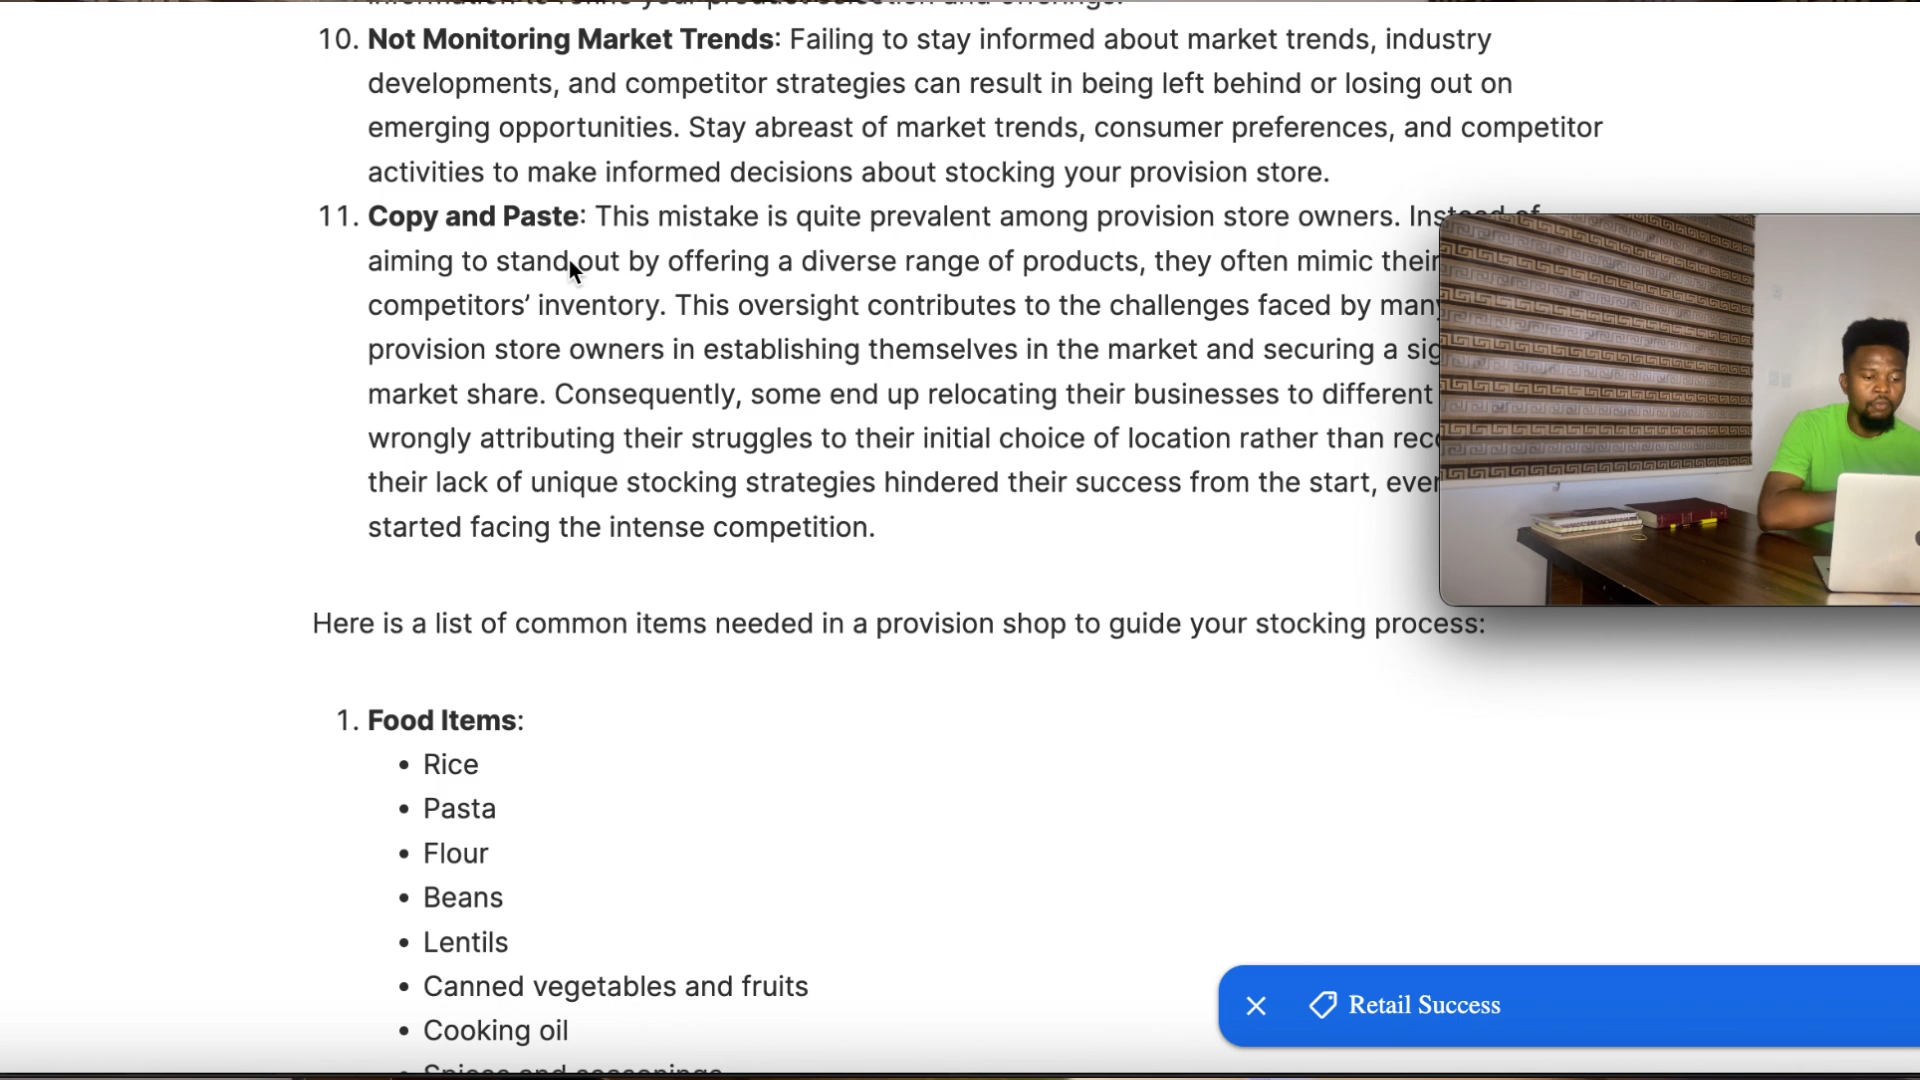 10. Not Monitoring Market Trends: Failing to stay informed about market trends, industry
developments, and competitor strategies can result in being left behind or losing out on
emerging opportunities. Stay abreast of market trends, consumer preferences, and competitor
activities to make informed decisions about stocking your provision store.
11. Copy and Paste: This mistake is quite prevalent among provision store owners. Instead of
aiming to stand out by offering a diverse range of products, they often mimic their
competitors’ inventory. This oversight contributes to the challenges faced by many
provision store owners in establishing themselves in the market and securing a
market share. Consequently, some end up relocating their businesses to different
wrongly attributing their struggles to their initial choice of location rather than
their lack of unique stocking strategies hindered their success from the start,
started facing the intense competition.
Here is a list of common items needed in a provision shop to guide your stocking process:
1. Food Items:
• Rice
• Pasta
• Flour
• Beans
• Lentils
• Canned vegetables and fruits
• Cooking oil
• Spices and seasonings
Retail Success